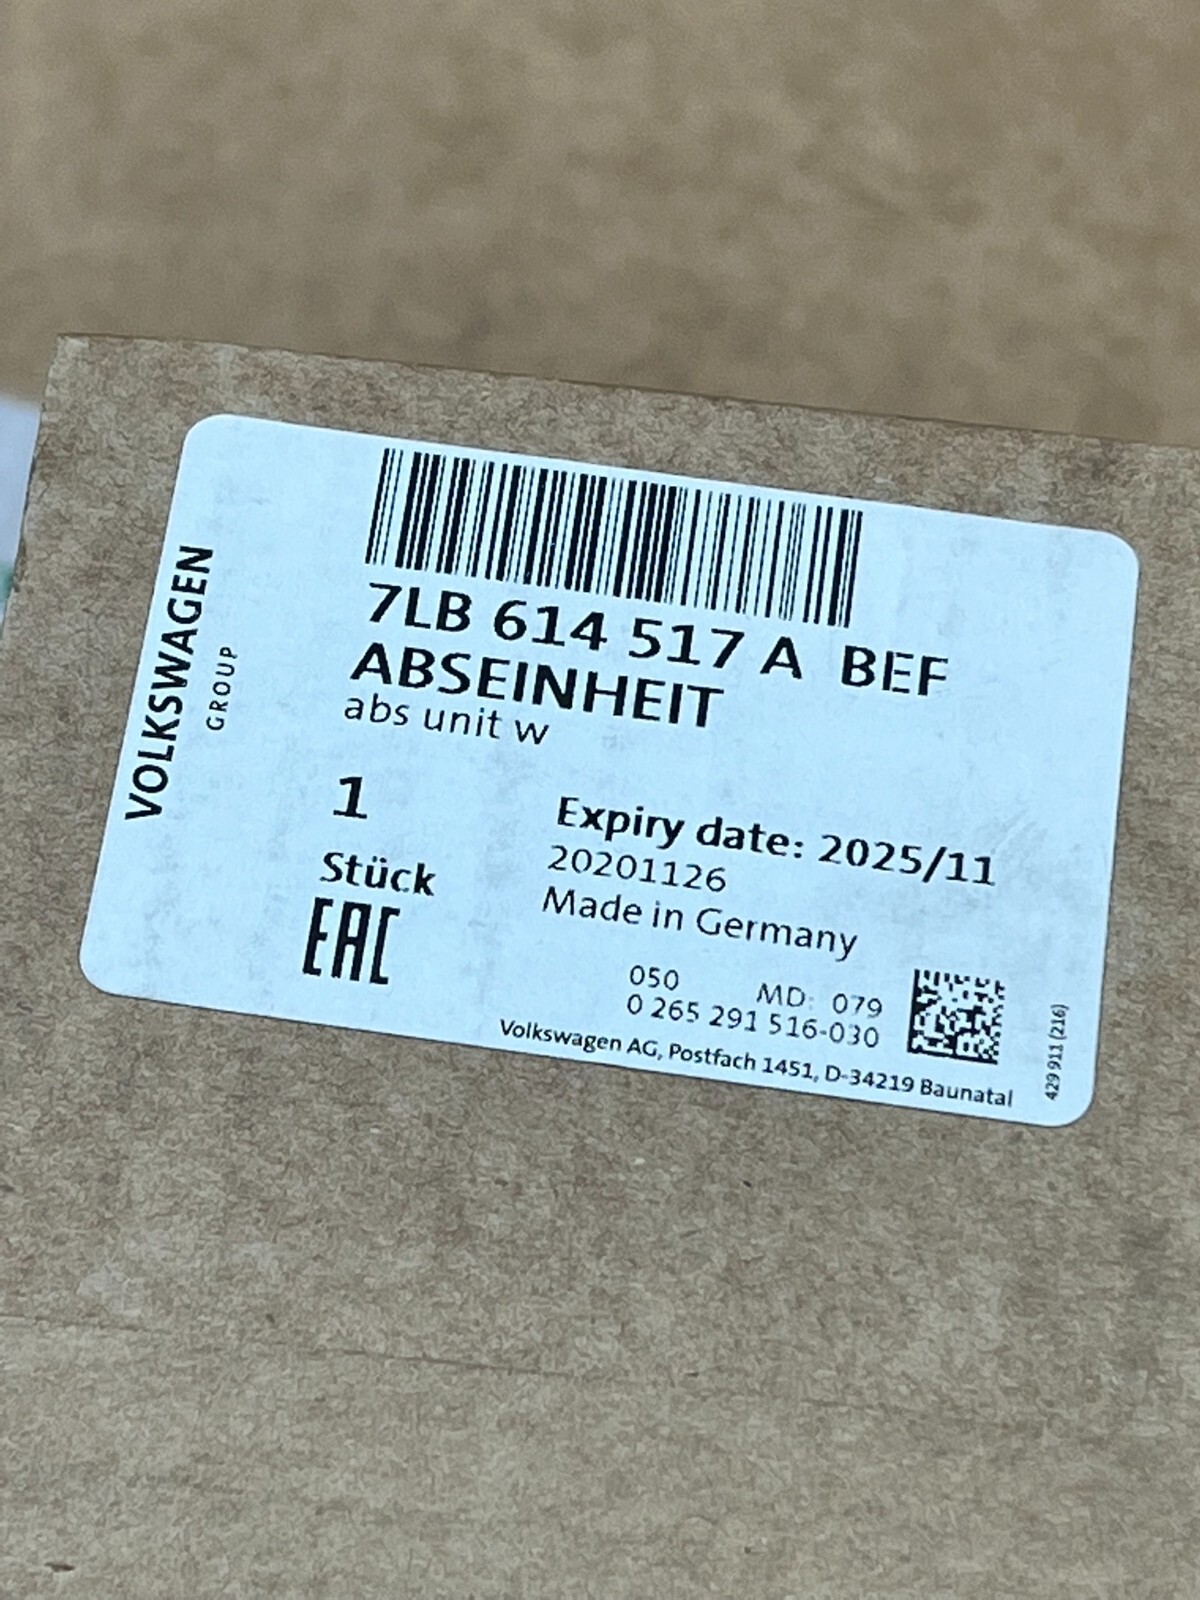 VOLKSWAGEN
GROUP
7LB 614 517 A BEF
ABSEINHEIT
abs unit w
1
Stück
EAC
Expiry date: 2025/11
20201126
Made in Germany
050 MD: 079
0 265 291 516-030
Volkswagen AG, Postfach 1451, D-34219 Baunatal
429 911 (216)